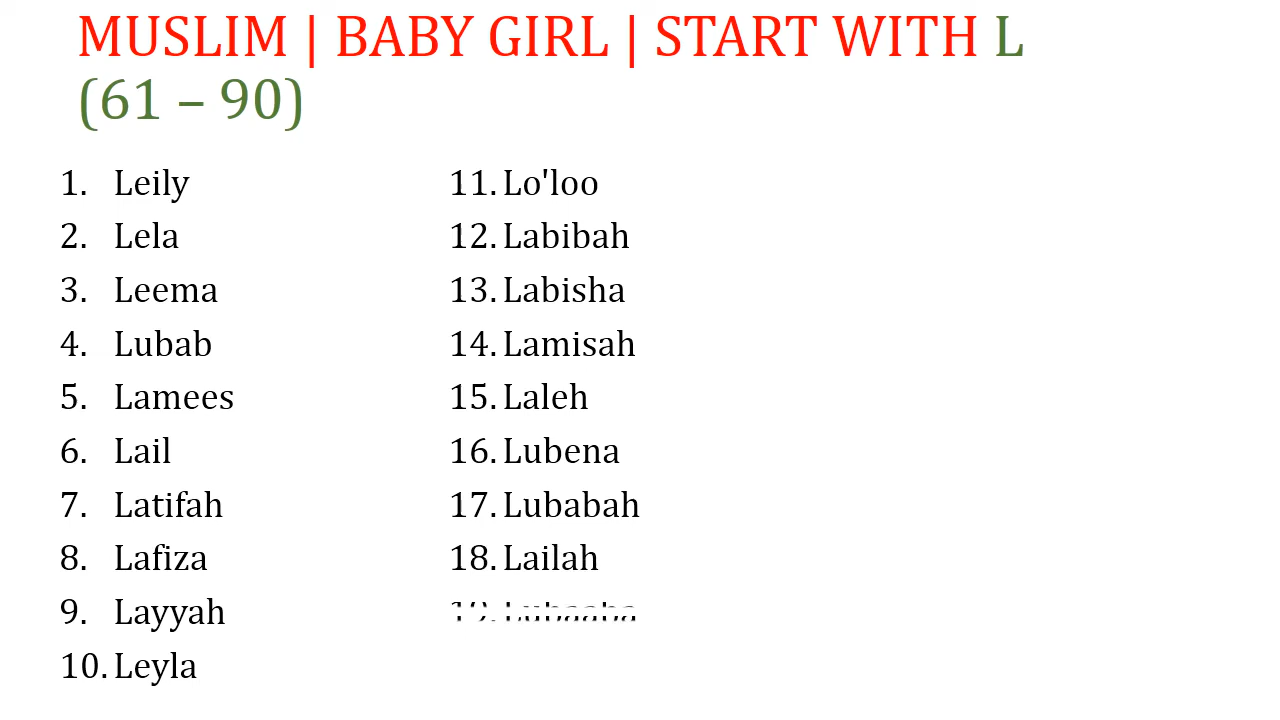 MUSLIM | BABY GIRL | START WITH L
(61 – 90)
1. Leily
2. Lela
3. Leema
4. Lubab
5. Lamees
6. Lail
7. Latifah
8. Lafiza
9. Layyah
10. Leyla
11. Lo'loo
12. Labibah
13. Labisha
14. Lamisah
15. Laleh
16. Lubena
17. Lubabah
18. Lailah
19. Lubaaba